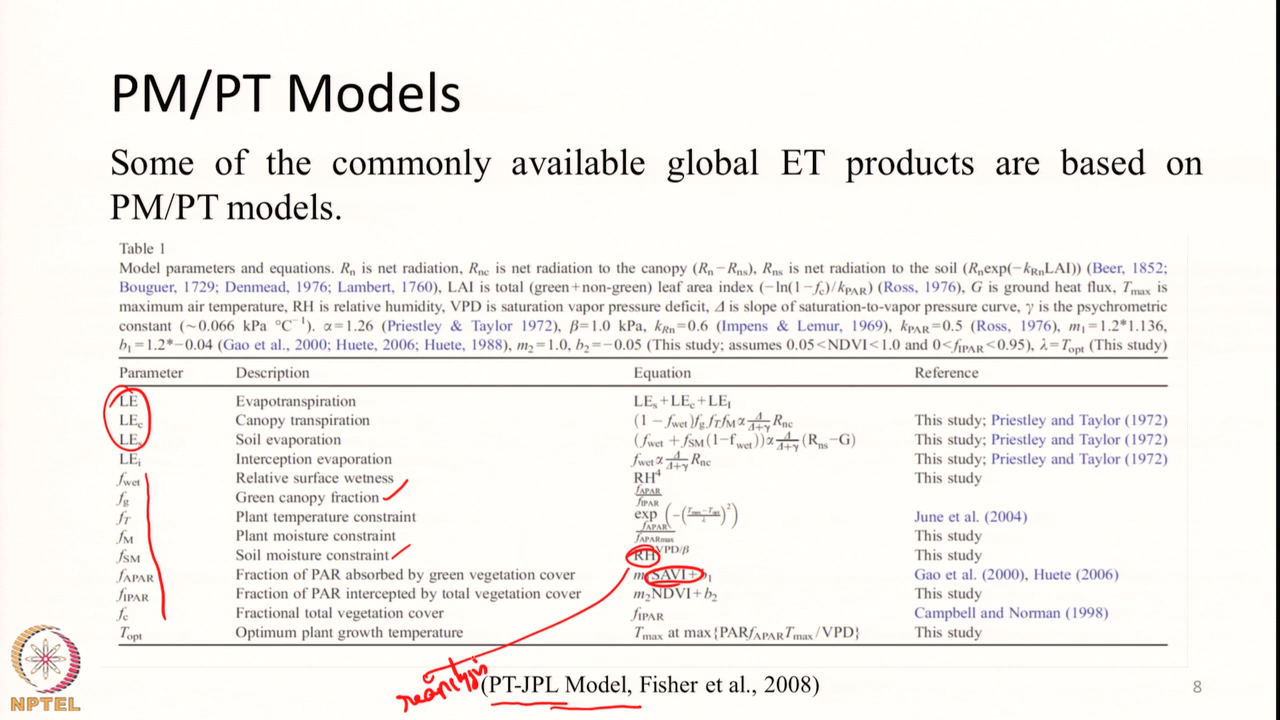 PM/PT Models
Some of the commonly available global ET products are based on
PM/PT models.
Table 1
Model parameters and equations. Rn is net radiation, Rnc is net radiation to the canopy (Rn−Rns), Rns is net radiation to the soil (Rnexp(−kRnLAI)) (Beer, 1852;
Bouguer, 1729; Denmead, 1976; Lambert, 1760), LAI is total (green+non-green) leaf area index (−ln(1−fc)/kPAR) (Ross, 1976), G is ground heat flux, Tmax is
maximum air temperature, RH is relative humidity, VPD is saturation vapor pressure deficit, Δ is slope of saturation-to-vapor pressure curve, γ is the psychrometric
constant (~0.066 kPa °C−1). α=1.26 (Priestley & Taylor 1972), β=1.0 kPa, kRn=0.6 (Impens & Lemur, 1969), kPAR=0.5 (Ross, 1976), m1=1.2*1.136,
b1=1.2*−0.04 (Gao et al., 2000; Huete, 2006; Huete, 1988), m2=1.0, b2=−0.05 (This study; assumes 0.05<NDVI<1.0 and 0<fIPAR<0.95), λ=Topt (This study)
Parameter Description Equation Reference
LE Evapotranspiration LEs+LEc+LEi
LEc Canopy transpiration (1−fwet)fgfTfMα Δ/Δ+γ Rnc This study; Priestley and Taylor (1972)
LEs Soil evaporation (fwet+fSM(1−fwet))α Δ/Δ+γ (Rns−G) This study; Priestley and Taylor (1972)
LEi Interception evaporation fwetα Δ/Δ+γ Rnc This study; Priestley and Taylor (1972)
fwet Relative surface wetness RH4 This study
fg Green canopy fraction fAPAR/fIPAR This study
fT Plant temperature constraint exp(−(Tmax−Topt/λ)2) June et al. (2004)
fM Plant moisture constraint fAPAR/fAPARmax This study
fSM Soil moisture constraint RHVPD/β This study
fAPAR Fraction of PAR absorbed by green vegetation cover m1SAVI+b1 Gao et al. (2000), Huete (2006)
fIPAR Fraction of PAR intercepted by total vegetation cover m2NDVI+b2 This study
fc Fractional total vegetation cover fIPAR Campbell and Norman (1998)
Topt Optimum plant growth temperature Tmax at max{PARfAPARTmax/VPD} This study
reanalysis
(PT-JPL Model, Fisher et al., 2008)
8
NPTEL